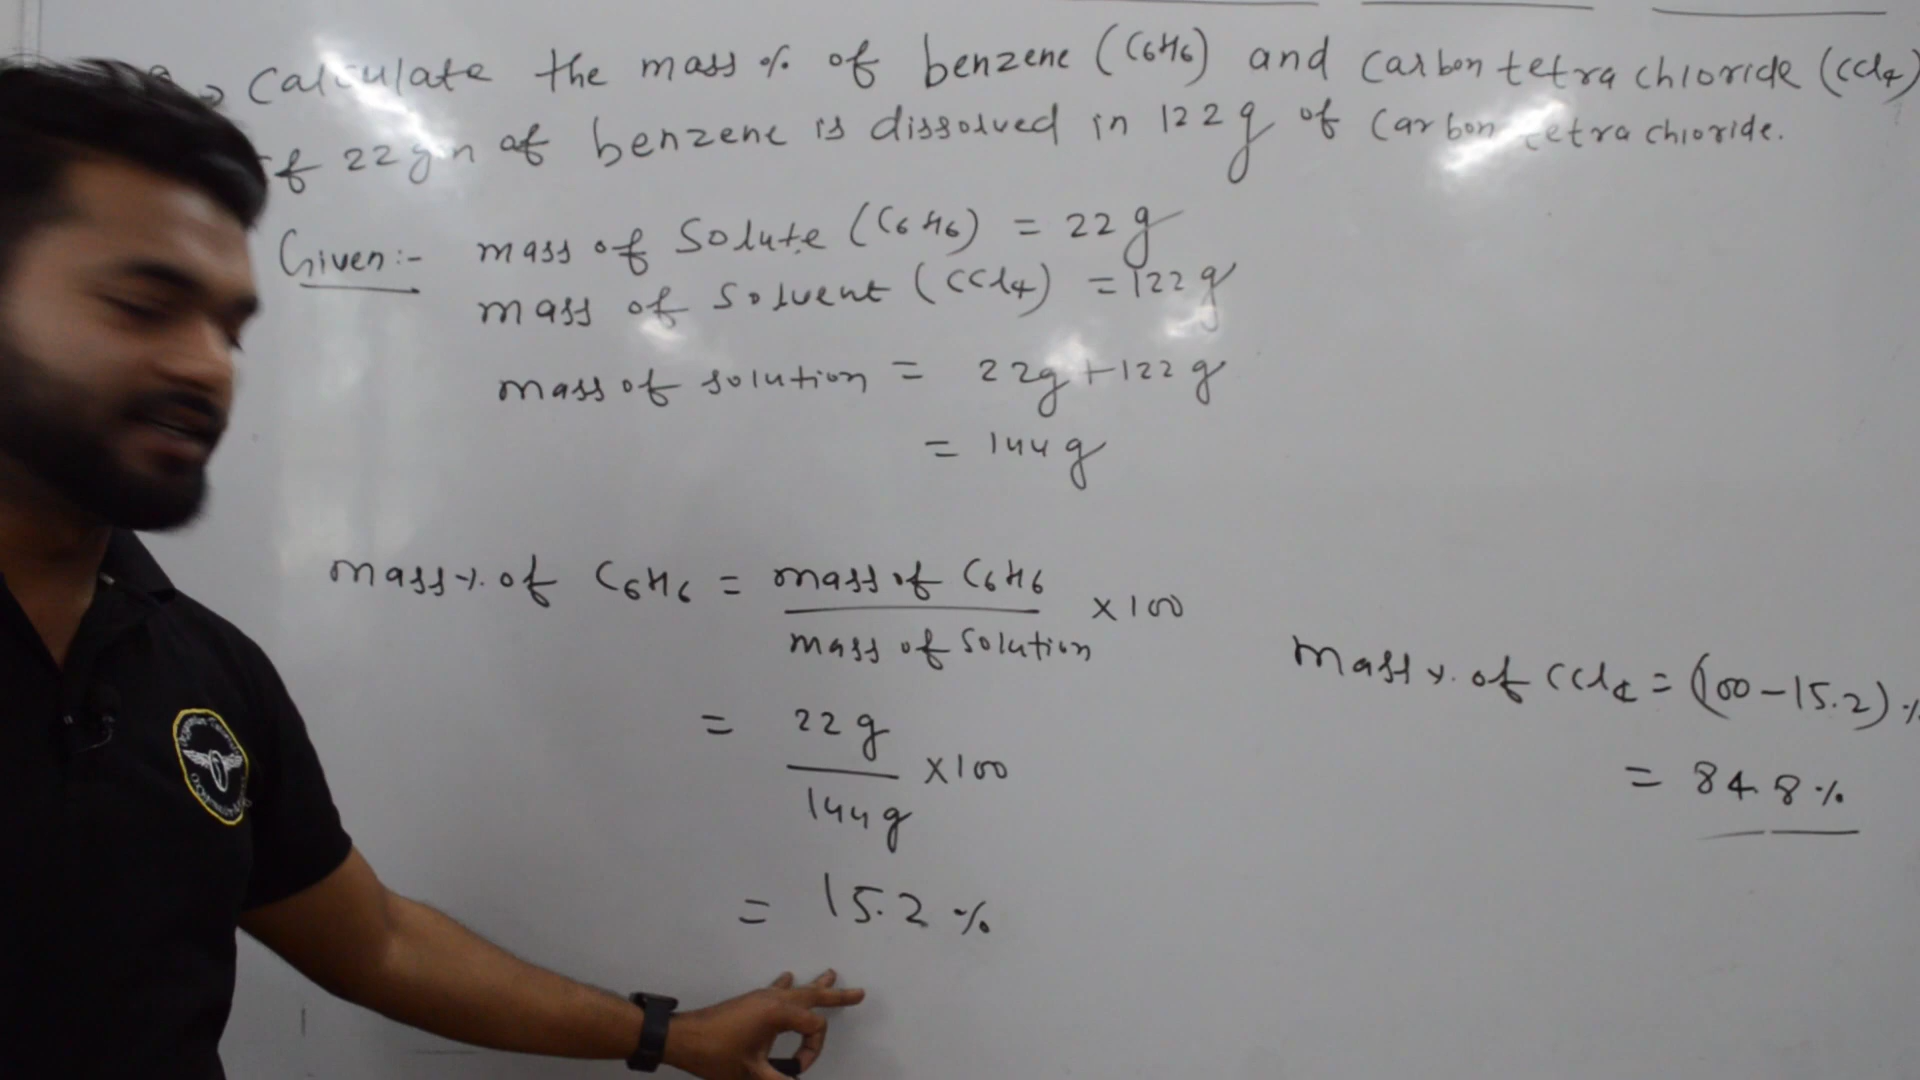 Calculate the mass % of benzene (C6H6) and Carbon tetra chloride (CCl4)
if 22 gm of benzene is dissolved in 122 g of Carbon tetra chloride.
Given :- mass of Solute (C6H6) = 22 g
mass of Solvent (CCl4) = 122 g
mass of solution = 22g + 122 g
= 144 g
mass % of C6H6 = mass of C6H6 / mass of Solution × 100
= 22 g / 144 g × 100
= 15.2 %
mass % of CCl4 = (100 - 15.2) %
= 84.8 %